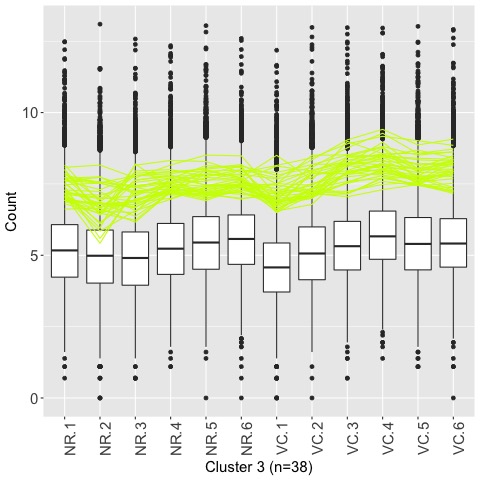 Count
10
5
0
NR.1
NR.2
NR.3
NR.4
NR.5
NR.6
VC.1
VC.2
VC.3
VC.4
VC.5
VC.6
Cluster 3 (n=38)